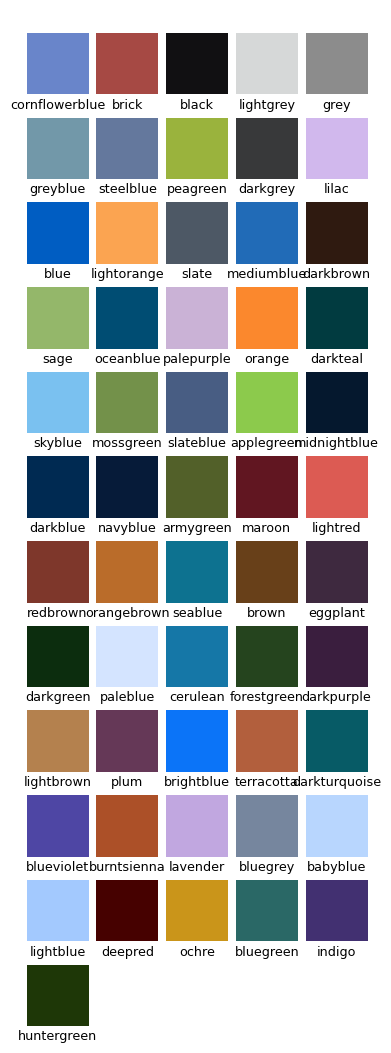 cornflowerblue brick black lightgrey grey
greyblue steelblue peagreen darkgrey lilac
blue lightorange slate mediumblue darkbrown
sage oceanblue palepurple orange darkteal
skyblue mossgreen slateblue applegreen midnightblue
darkblue navyblue armygreen maroon lightred
redbrown orangebrown seablue brown eggplant
darkgreen paleblue cerulean forestgreen darkpurple
lightbrown plum brightblue terracotta darkturquoise
blueviolet burntsienna lavender bluegrey babyblue
lightblue deepred ochre bluegreen indigo
huntergreen